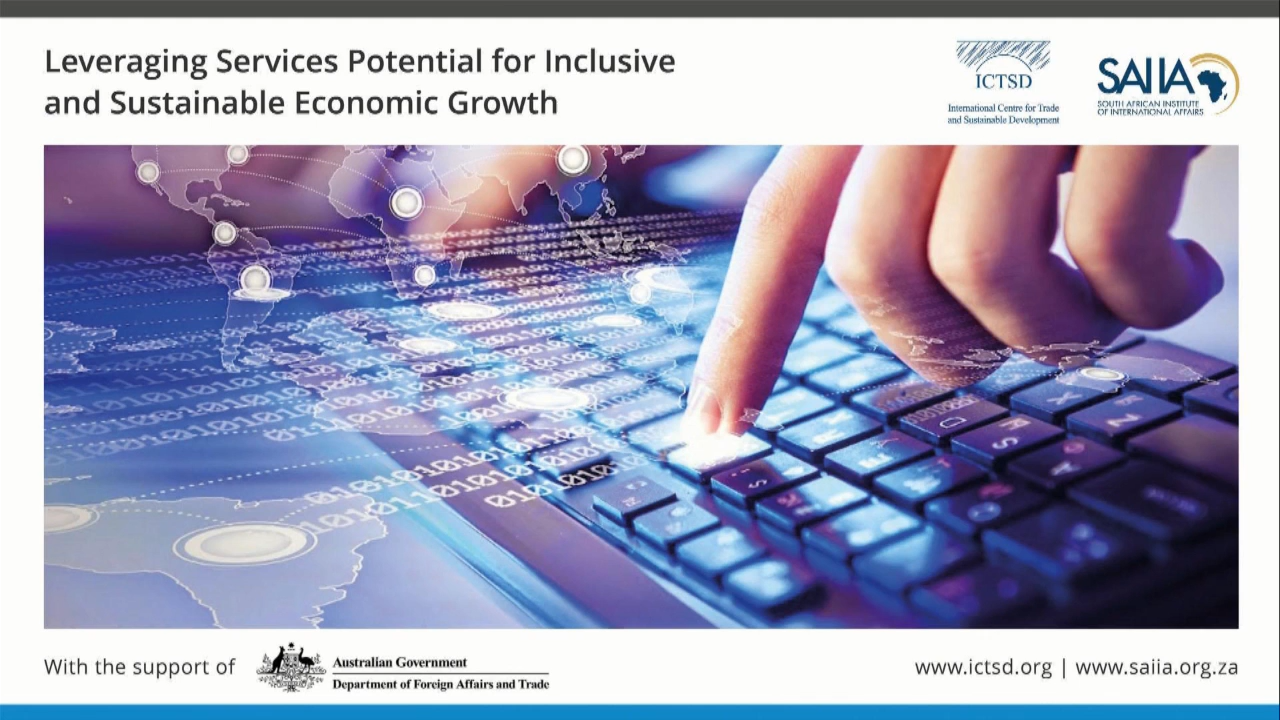 Leveraging Services Potential for Inclusive
and Sustainable Economic Growth
ICTSD
International Centre for Trade
and Sustainable Development
SAIIA
SOUTH AFRICAN INSTITUTE
OF INTERNATIONAL AFFAIRS
With the support of
Australian Government
Department of Foreign Affairs and Trade
www.ictsd.org | www.saiia.org.za